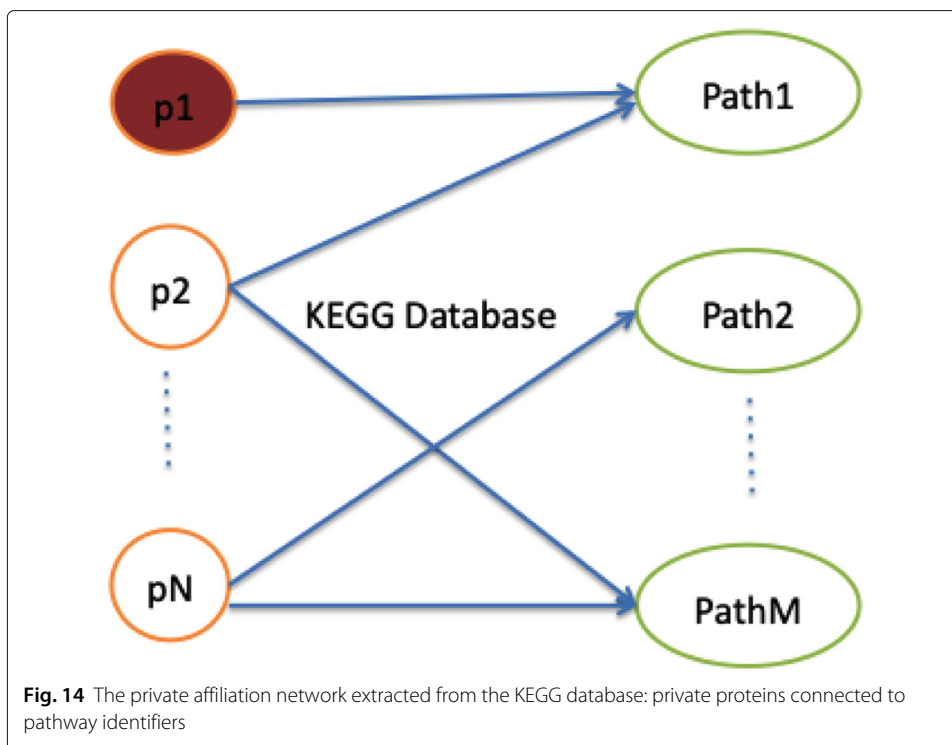 p1
Path1
p2
KEGG Database
Path2
pN
PathM
Fig. 14 The private affiliation network extracted from the KEGG database: private proteins connected to
pathway identifiers